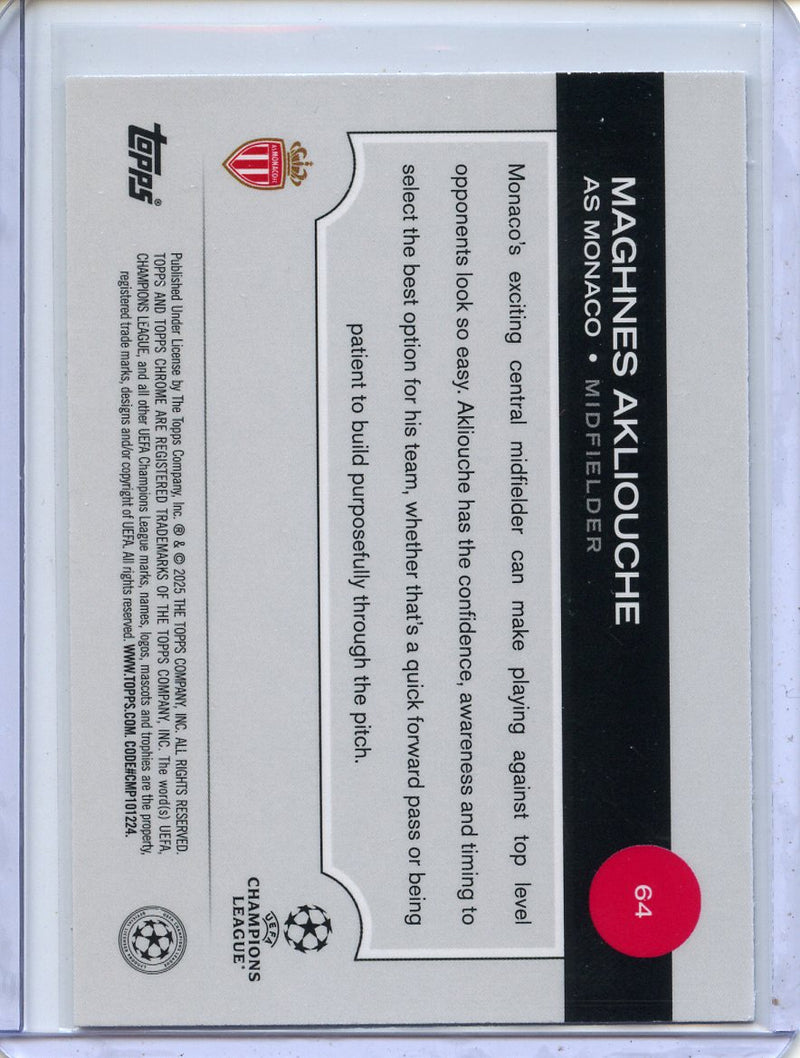 MAGHNES AKLIOUCHE
AS MONACO • MIDFIELDER
64
Monaco's exciting central midfielder can make playing against top level
opponents look so easy. Akliouche has the confidence, awareness and timing to
select the best option for his team, whether that's a quick forward pass or being
patient to build purposefully through the pitch.
AS MONACO FC
UEFA
CHAMPIONS
LEAGUE
topps®
Published Under License by The Topps Company, Inc. ® & © 2025 THE TOPPS COMPANY, INC. ALL RIGHTS RESERVED.
TOPPS AND TOPPS CHROME ARE REGISTERED TRADEMARKS OF THE TOPPS COMPANY, INC. The word(s) UEFA,
CHAMPIONS LEAGUE, and all other UEFA Champions League marks, names, logos, mascots and trophies are the property,
registered trade marks, designs and/or copyright of UEFA. All rights reserved. WWW.TOPPS.COM. CODE#CMP101224.